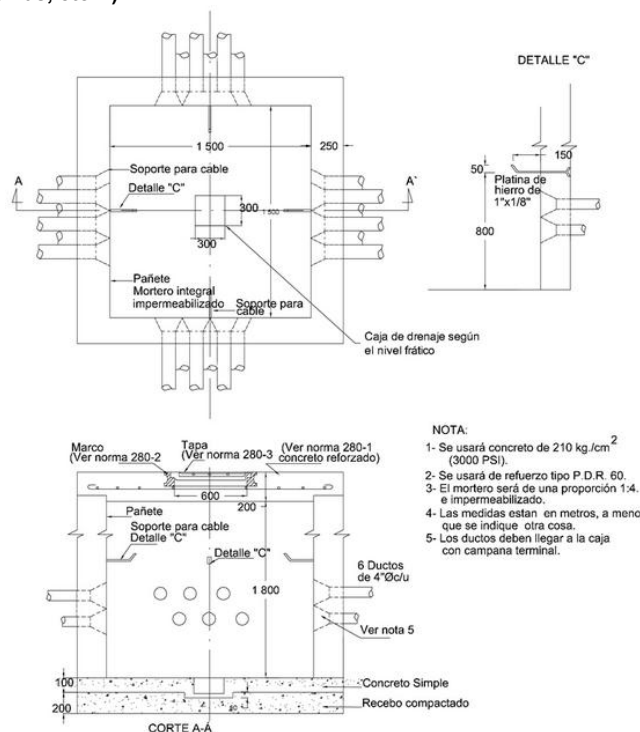 DETALLE "C"
1 500
250
150
50
Platina de
hierro de
1"x1/8"
800
A
A'
Soporte para cable
Detalle "C"
300
1 500
300
Pañete
Mortero integral
impermeabilizado
Soporte para
cable
Caja de drenaje según
el nivel frático
Marco
(Ver norma 280-2)
Tapa
(Ver norma 280-3)
(Ver norma 280-1
concreto reforzado)
600
200
Pañete
Soporte para cable
Detalle "C"
Detalle "C"
1 800
6 Ductos
de 4"Øc/u
Ver nota 5
100
200
Concreto Simple
Recebo compactado
CORTE A-A
NOTA:
1- Se usará concreto de 210 kg./cm2
(3000 PSI).
2- Se usará de refuerzo tipo P.D.R. 60.
3- El mortero será de una proporción 1:4.
e impermeabilizado.
4- Las medidas estan en metros, a meno
que se indique otra cosa.
5- Los ductos deben llegar a la caja
con campana terminal.